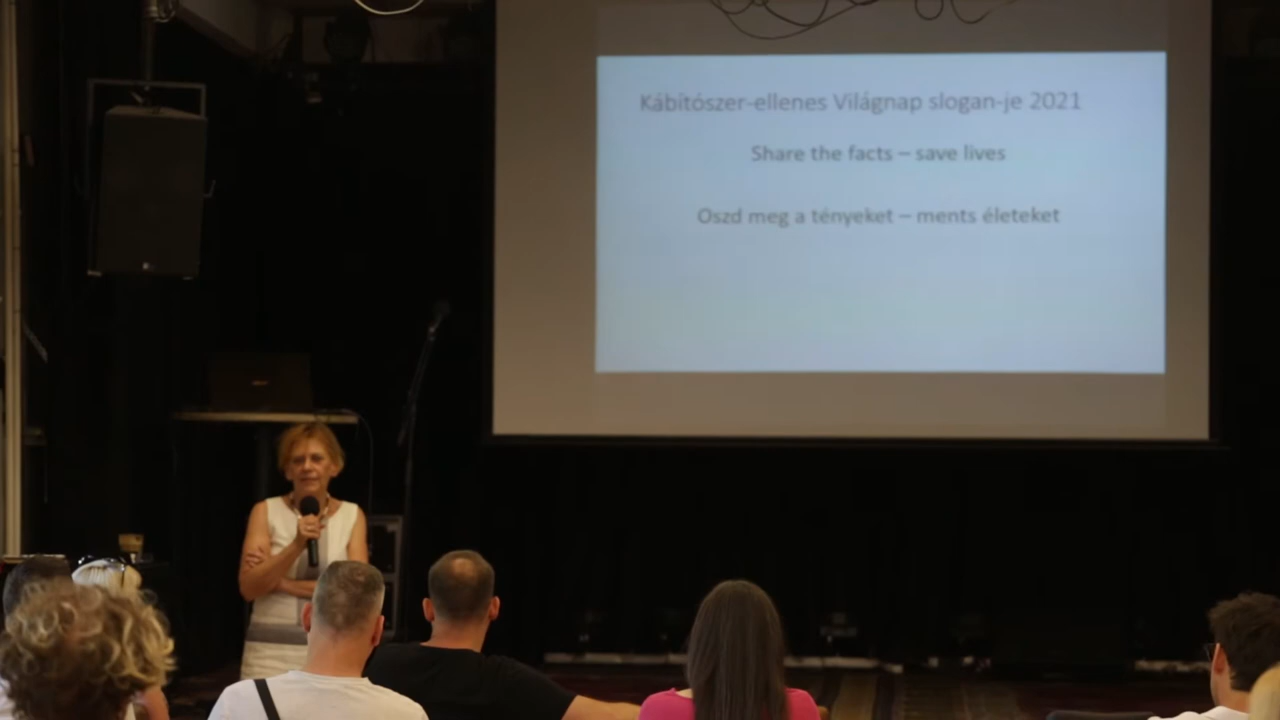 Kábítószer-ellenes Világnap slogan-je 2021
Share the facts – save lives
Oszd meg a tényeket – ments életeket